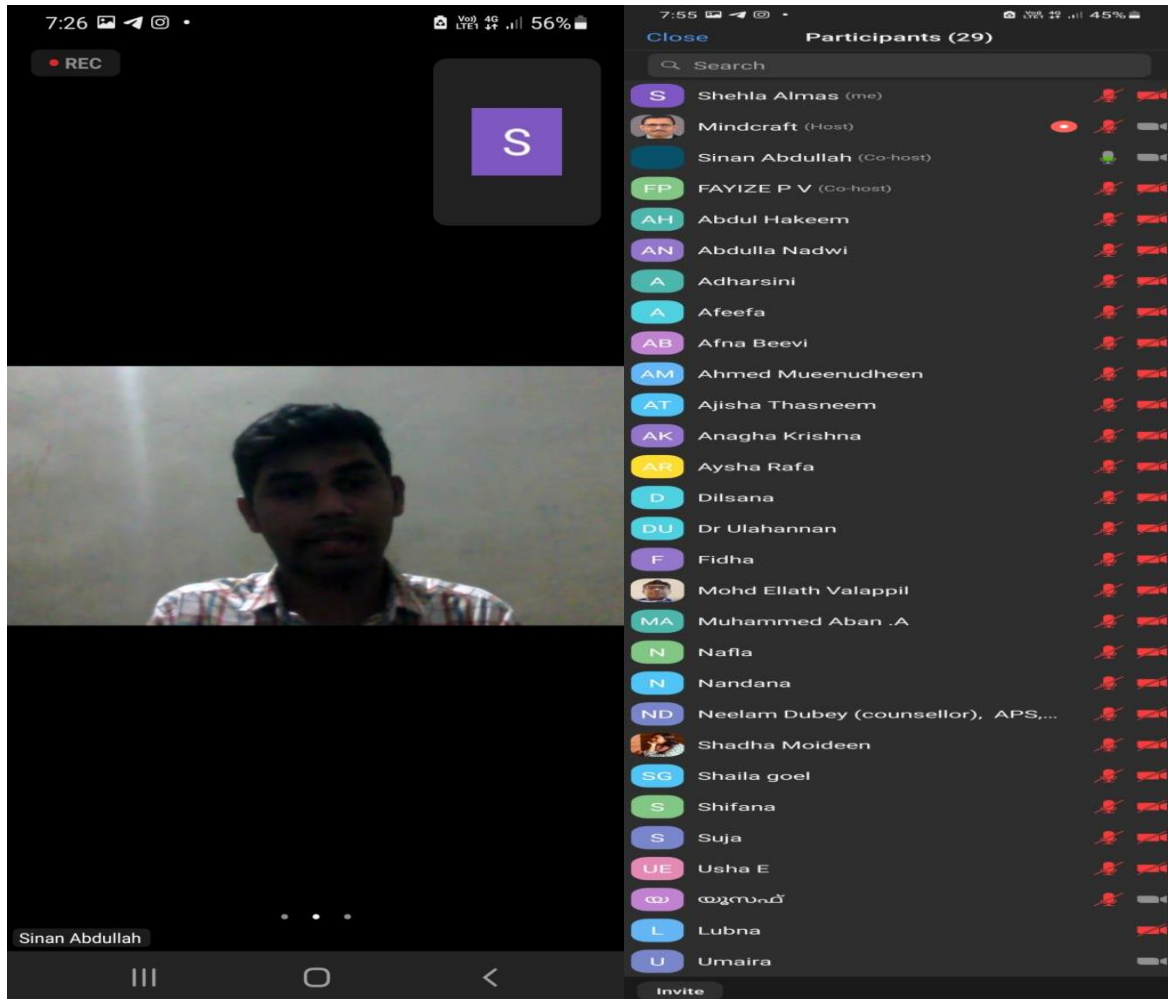 7:26
Vo)) 4G
LTE1
56%
REC
S
Sinan Abdullah
7:55
45%
Close
Participants (29)
Search
S Shehla Almas (me)
Mindcraft (Host)
Sinan Abdullah (Co-host)
FP FAYIZE P V (Co-host)
AH Abdul Hakeem
AN Abdulla Nadwi
A Adharsini
A Afeefa
AB Afna Beevi
AM Ahmed Mueenudheen
AT Ajisha Thasneem
AK Anagha Krishna
AR Aysha Rafa
D Dilsana
DU Dr Ulahannan
F Fidha
Mohd Ellath Valappil
MA Muhammed Aban .A
N Nafla
N Nandana
ND Neelam Dubey (counsellor), APS,...
Shadha Moideen
SG Shaila goel
S Shifana
S Suja
UE Usha E
യ യൂസഫ്
L Lubna
U Umaira
Invite